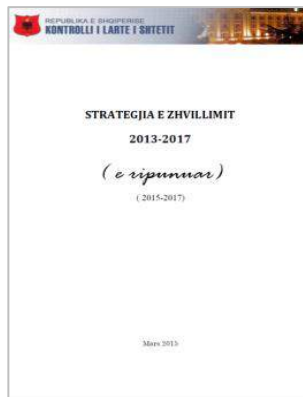 REPUBLIKA E SHQIPERISE
KONTROLLI I LARTE I SHTETIT
STRATEGJIA E ZHVILLIMIT
2013-2017
( e ripunuar )
( 2015-2017)
Mars 2015